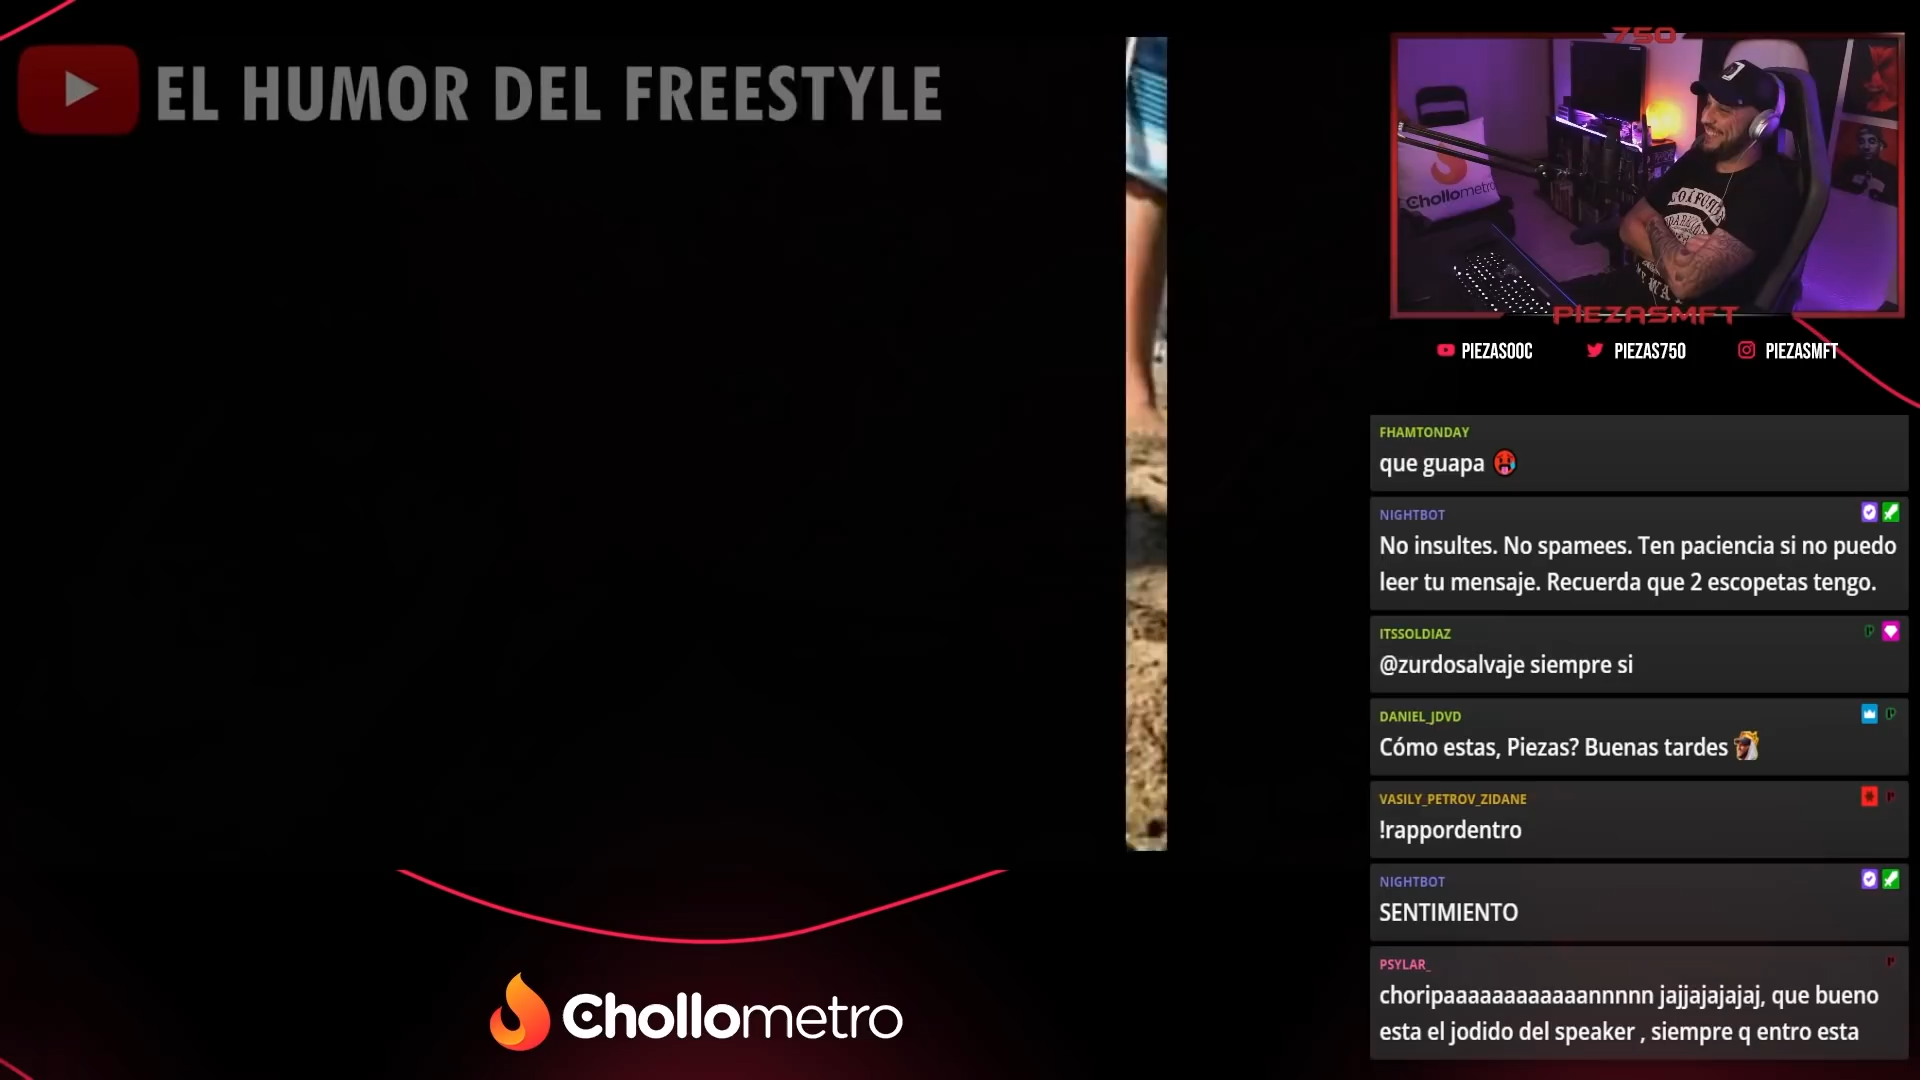 EL HUMOR DEL FREESTYLE
750
Chollometro
PIEZASMFT
PIEZASOOC
PIEZAS750
PIEZASMFT
FHAMTONDAY
que guapa
NIGHTBOT
No insultes. No spamees. Ten paciencia si no puedo
leer tu mensaje. Recuerda que 2 escopetas tengo.
ITSSOLDIAZ
@zurdosalvaje siempre si
DANIEL_JDVD
Cómo estas, Piezas? Buenas tardes
VASILY_PETROV_ZIDANE
!rappordentro
NIGHTBOT
SENTIMIENTO
PSYLAR_
choripaaaaaaaaaaaannnnn jajjajajajaj, que bueno
esta el jodido del speaker , siempre q entro esta
Chollometro